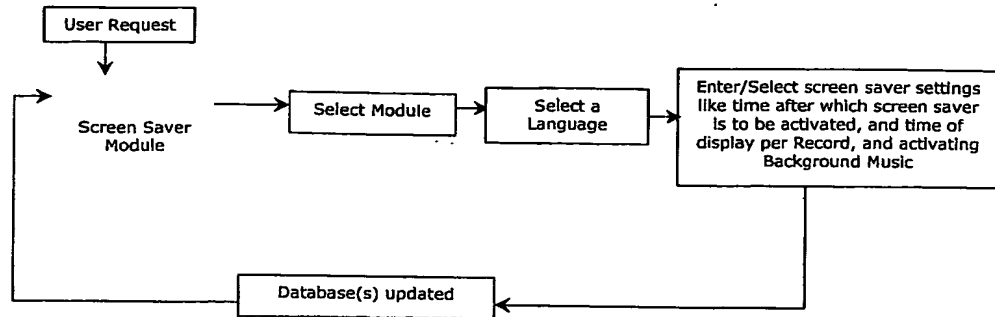 User Request
Screen Saver
Module
Select Module
Select a
Language
Enter/Select screen saver settings
like time after which screen saver
is to be activated, and time of
display per Record, and activating
Background Music
Database(s) updated